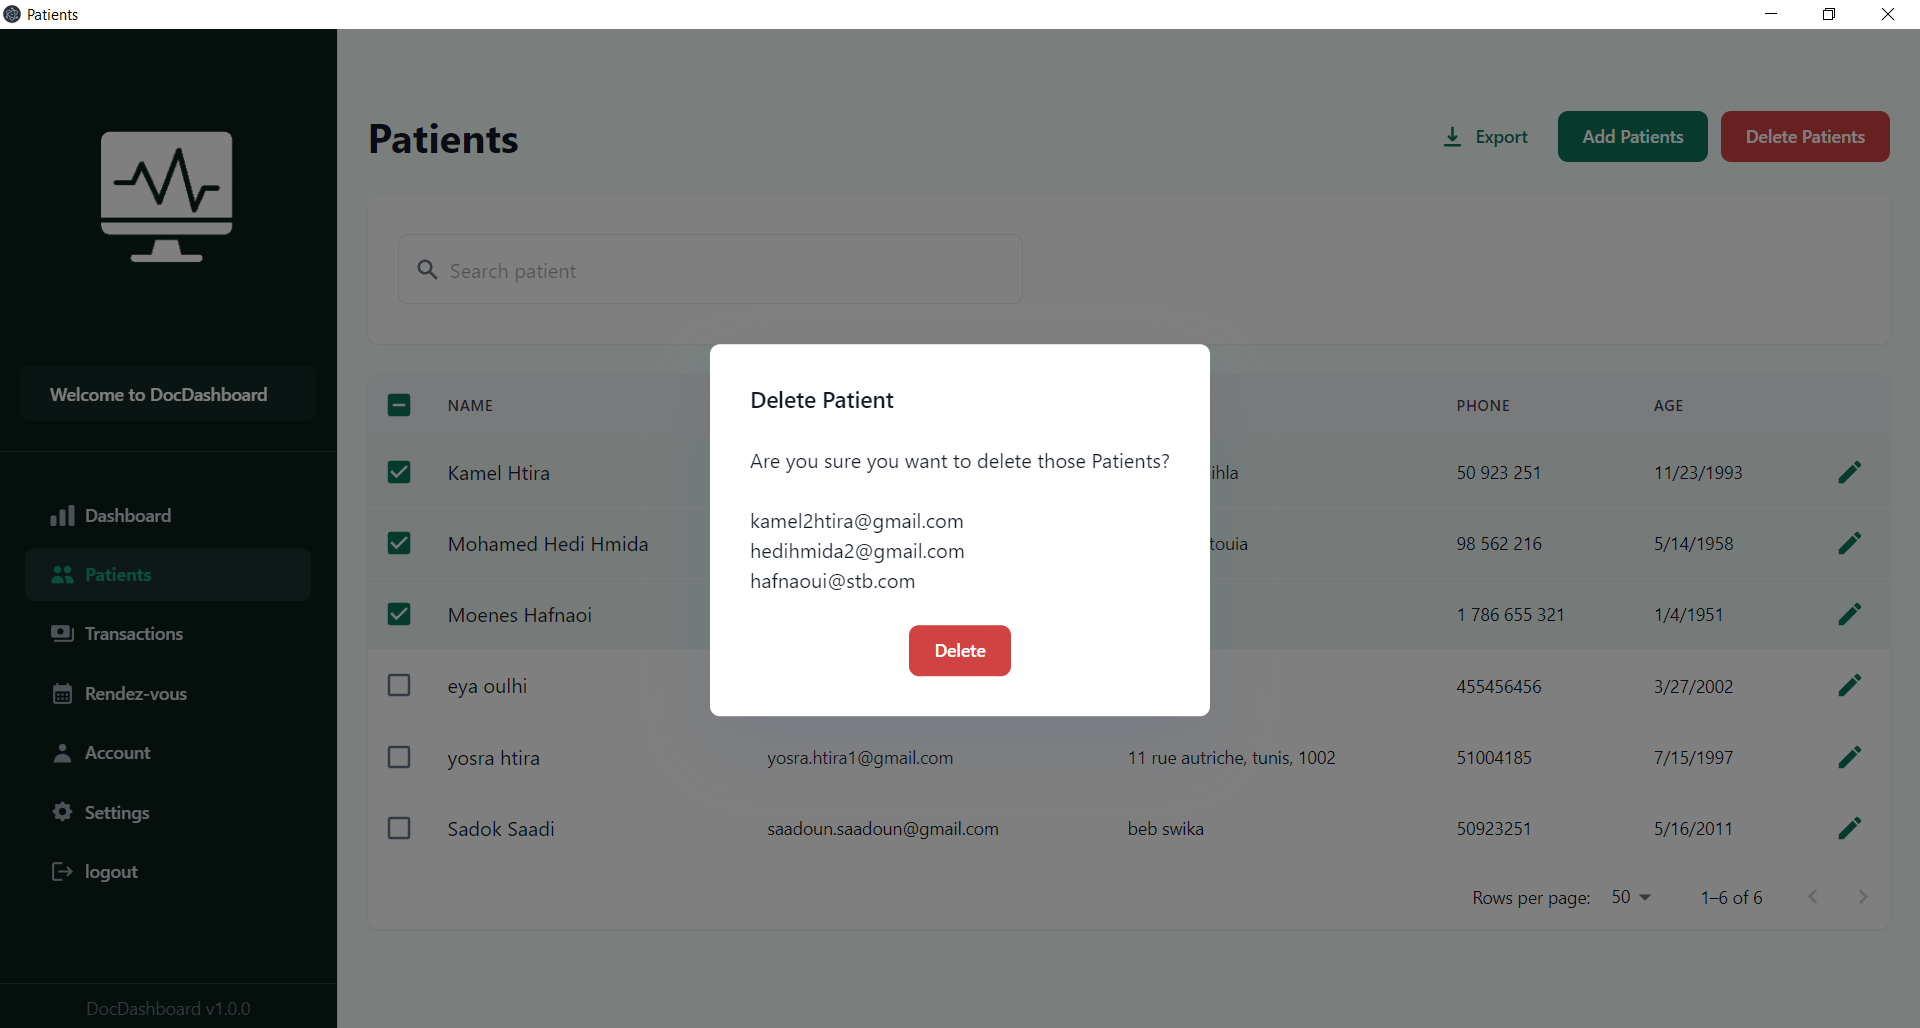 Patients
Welcome to DocDashboard
Dashboard
Patients
Transactions
Rendez-vous
Account
Settings
logout
DocDashboard v1.0.0
Patients
Export
Add Patients
Delete Patients
Search patient
NAME PHONE AGE
Kamel Htira ihla 50 923 251 11/23/1993
Mohamed Hedi Hmida touia 98 562 216 5/14/1958
Moenes Hafnaoi 1 786 655 321 1/4/1951
eya oulhi 455456456 3/27/2002
yosra htira yosra.htira1@gmail.com 11 rue autriche, tunis, 1002 51004185 7/15/1997
Sadok Saadi saadoun.saadoun@gmail.com beb swika 50923251 5/16/2011
Rows per page: 50 1–6 of 6
Delete Patient
Are you sure you want to delete those Patients?
kamel2htira@gmail.com
hedihmida2@gmail.com
hafnaoui@stb.com
Delete